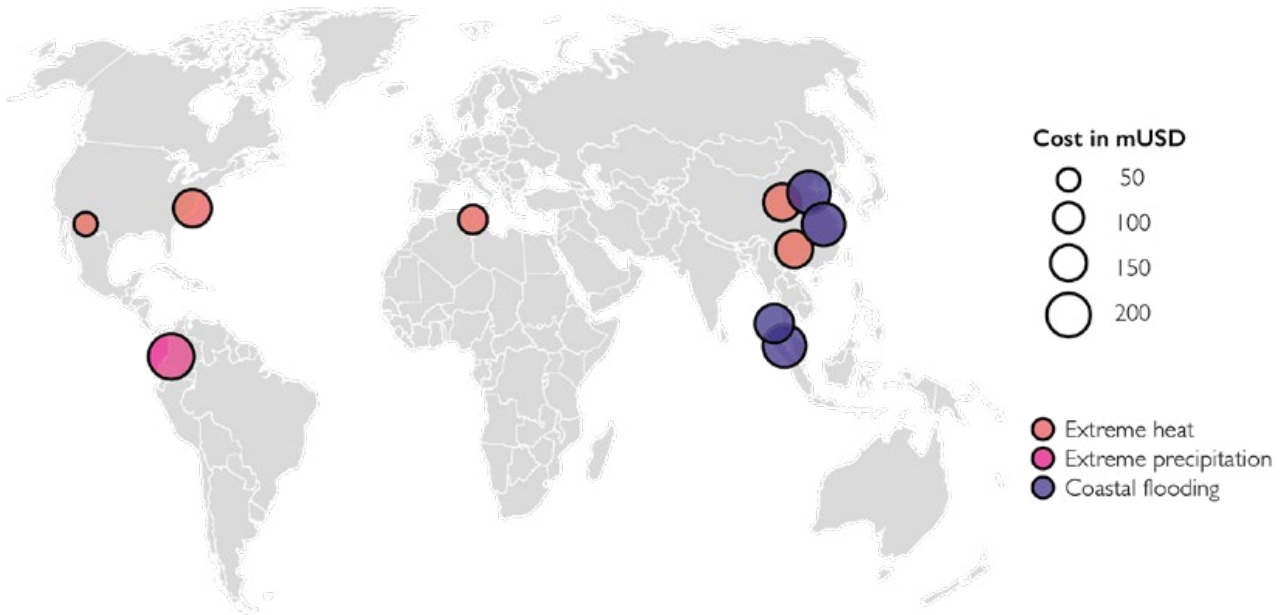 Cost in mUSD
50
100
150
200
Extreme heat
Extreme precipitation
Coastal flooding